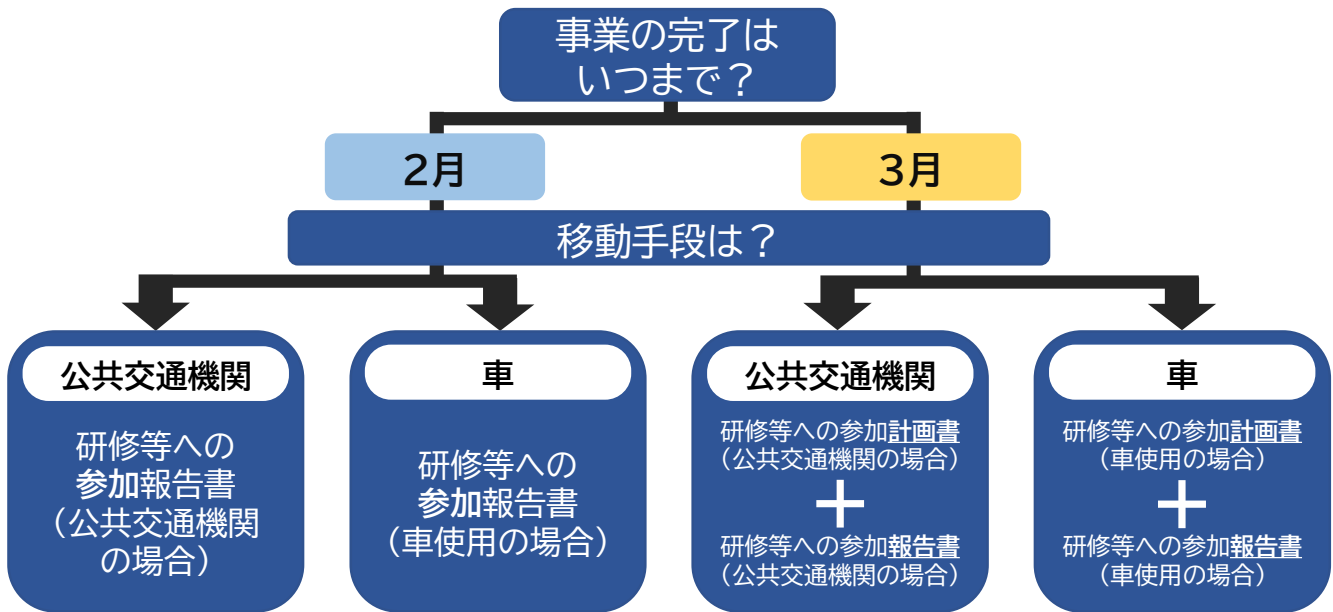 事業の完了は
いつまで？
２月
３月
移動手段は？
公共交通機関
研修等への
参加報告書
（公共交通機関
の場合）
車
研修等への
参加報告書
（車使用の場合）
公共交通機関
研修等への参加計画書
（公共交通機関の場合）
＋
研修等への参加報告書
（公共交通機関の場合）
車
研修等への参加計画書
（車使用の場合）
＋
研修等への参加報告書
（車使用の場合）